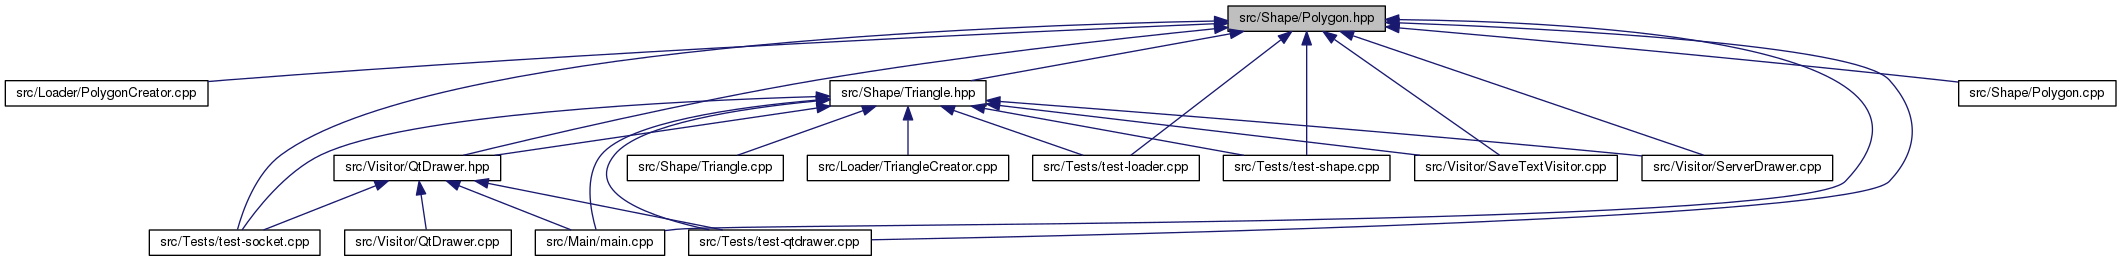 src/Shape/Polygon.hpp
src/Loader/PolygonCreator.cpp
src/Shape/Triangle.hpp
src/Shape/Polygon.cpp
src/Visitor/QtDrawer.hpp
src/Shape/Triangle.cpp
src/Loader/TriangleCreator.cpp
src/Tests/test-loader.cpp
src/Tests/test-shape.cpp
src/Visitor/SaveTextVisitor.cpp
src/Visitor/ServerDrawer.cpp
src/Tests/test-socket.cpp
src/Visitor/QtDrawer.cpp
src/Main/main.cpp
src/Tests/test-qtdrawer.cpp